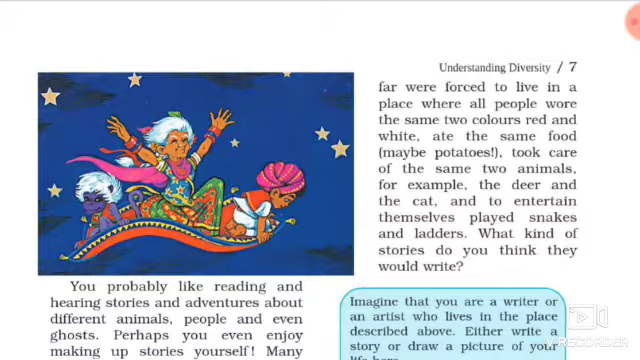 Understanding Diversity / 7
You probably like reading and
hearing stories and adventures about
different animals, people and even
ghosts. Perhaps you even enjoy
making up stories yourself! Many
far were forced to live in a
place where all people wore
the same two colours red and
white, ate the same food
(maybe potatoes!), took care
of the same two animals,
for example, the deer and
the cat, and to entertain
themselves played snakes
and ladders. What kind of
stories do you think they
would write?
Imagine that you are a writer or
an artist who lives in the place
described above. Either write a
story or draw a picture of your
life here.
V RECORDER